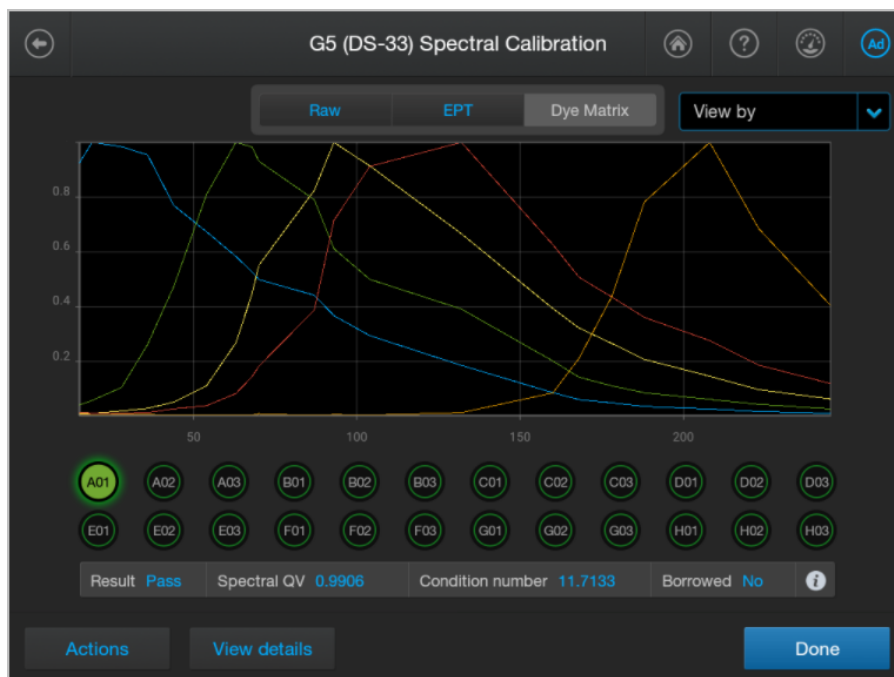 G5 (DS-33) Spectral Calibration ? Ad
Raw EPT Dye Matrix View by
0.8
0.6
0.4
0.2
50 100 150 200
A01 A02 A03 B01 B02 B03 C01 C02 C03 D01 D02 D03
E01 E02 E03 F01 F02 F03 G01 G02 G03 H01 H02 H03
Result Pass Spectral QV 0.9906 Condition number 11.7133 Borrowed No i
Actions View details Done